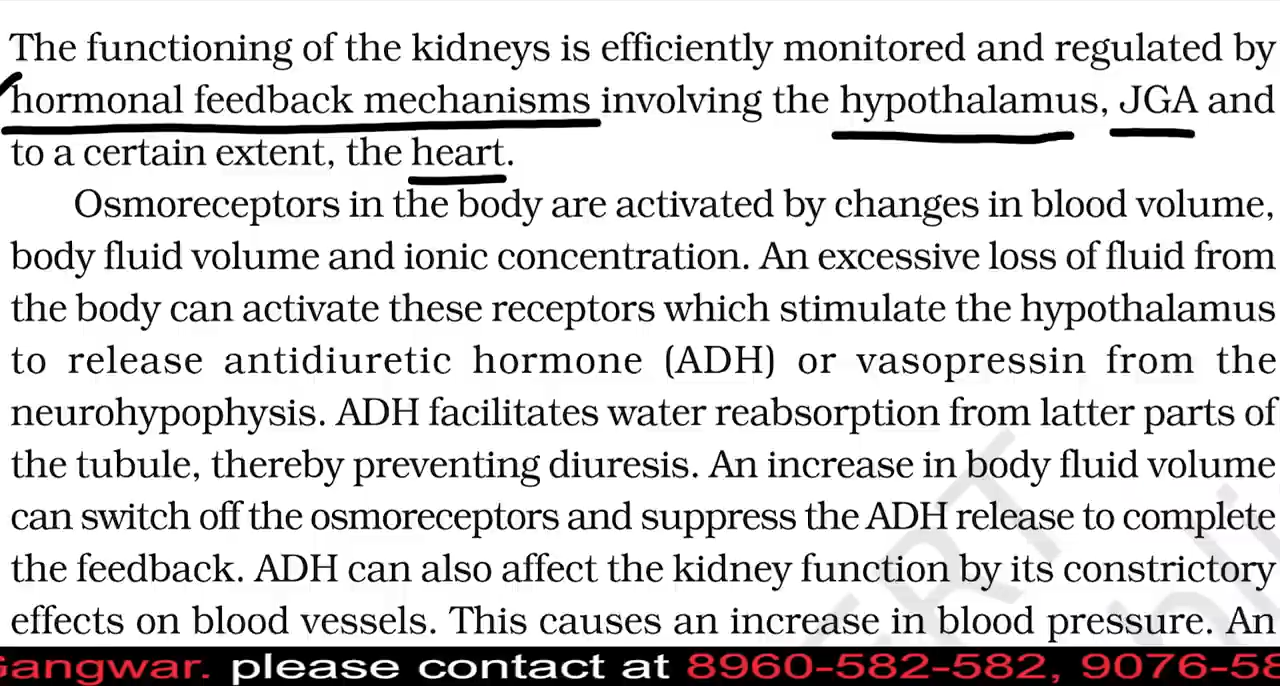 The functioning of the kidneys is efficiently monitored and regulated by
hormonal feedback mechanisms involving the hypothalamus, JGA and
to a certain extent, the heart.
Osmoreceptors in the body are activated by changes in blood volume,
body fluid volume and ionic concentration. An excessive loss of fluid from
the body can activate these receptors which stimulate the hypothalamus
to release antidiuretic hormone (ADH) or vasopressin from the
neurohypophysis. ADH facilitates water reabsorption from latter parts of
the tubule, thereby preventing diuresis. An increase in body fluid volume
can switch off the osmoreceptors and suppress the ADH release to complete
the feedback. ADH can also affect the kidney function by its constrictory
effects on blood vessels. This causes an increase in blood pressure. An
Gangwar. please contact at 8960-582-582, 9076-58